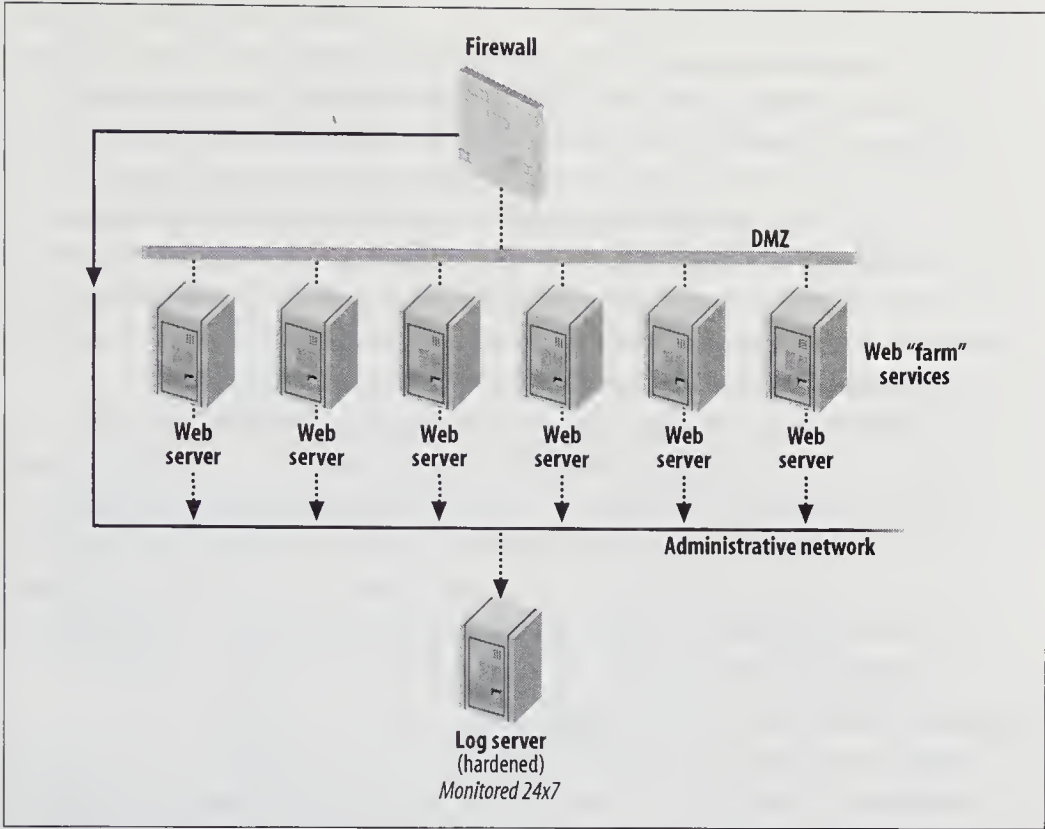 Firewall
DMZ
Web "farm"
services
Web
server
Web
server
Web
server
Web
server
Web
server
Web
server
Administrative network
Log server
(hardened)
Monitored 24x7